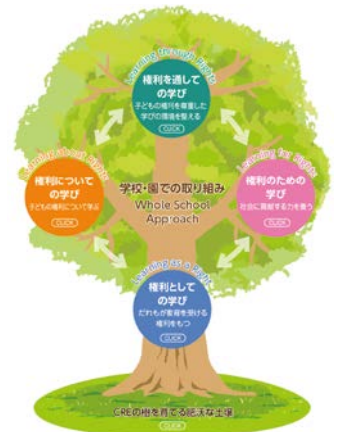 Learning through Rights
権利を通して
の学び
子どもの権利を尊重した
学びの環境を整える
CLICK
Learning about Rights
権利について
の学び
子どもの権利について学ぶ
CLICK
学校・園での取り組み
Whole School
Approach
Learning for Rights
権利のための
学び
社会に貢献する力を養う
CLICK
Learning as a Right
権利として
の学び
だれもが教育を受ける
権利をもつ
CLICK
CREの樹を育てる肥沃な土壌
CLICK